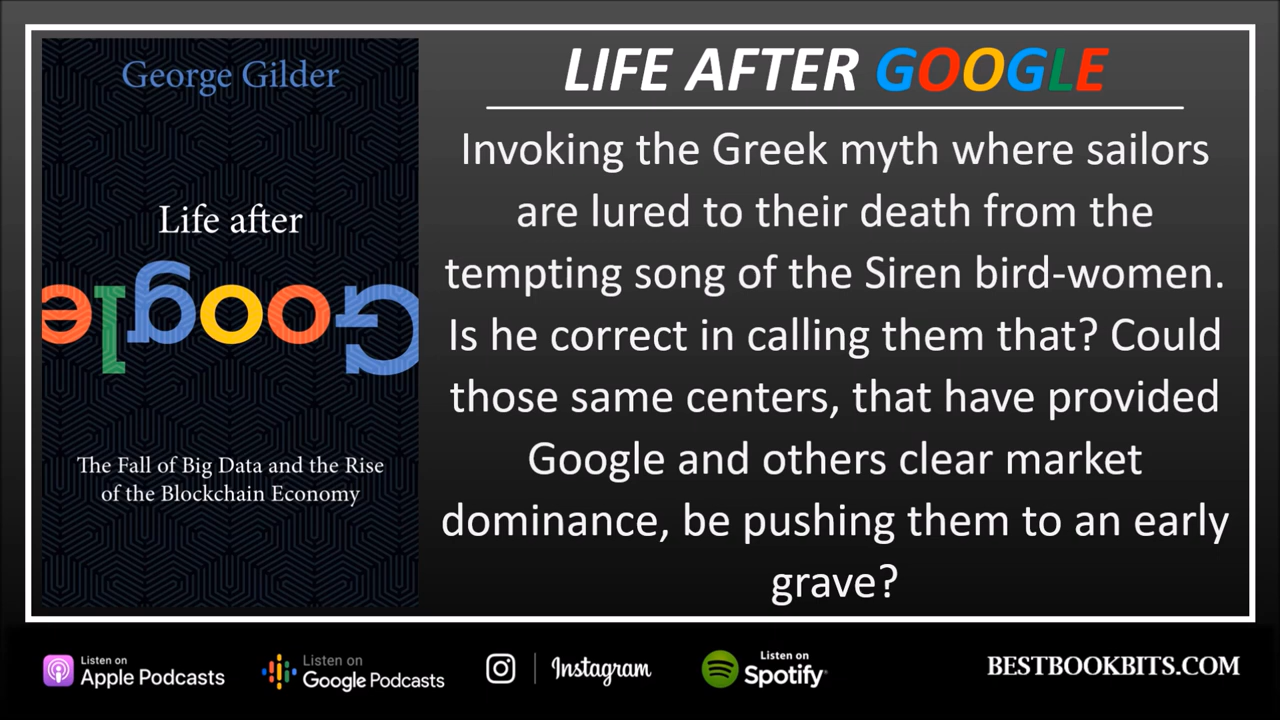 George Gilder
Life after
Google
The Fall of Big Data and the Rise
of the Blockchain Economy
LIFE AFTER GOOGLE
Invoking the Greek myth where sailors
are lured to their death from the
tempting song of the Siren bird-women.
Is he correct in calling them that? Could
those same centers, that have provided
Google and others clear market
dominance, be pushing them to an early
grave?
Listen on
Apple Podcasts
Listen on
Google Podcasts
Instagram
Listen on
Spotify
BESTBOOKBITS.COM